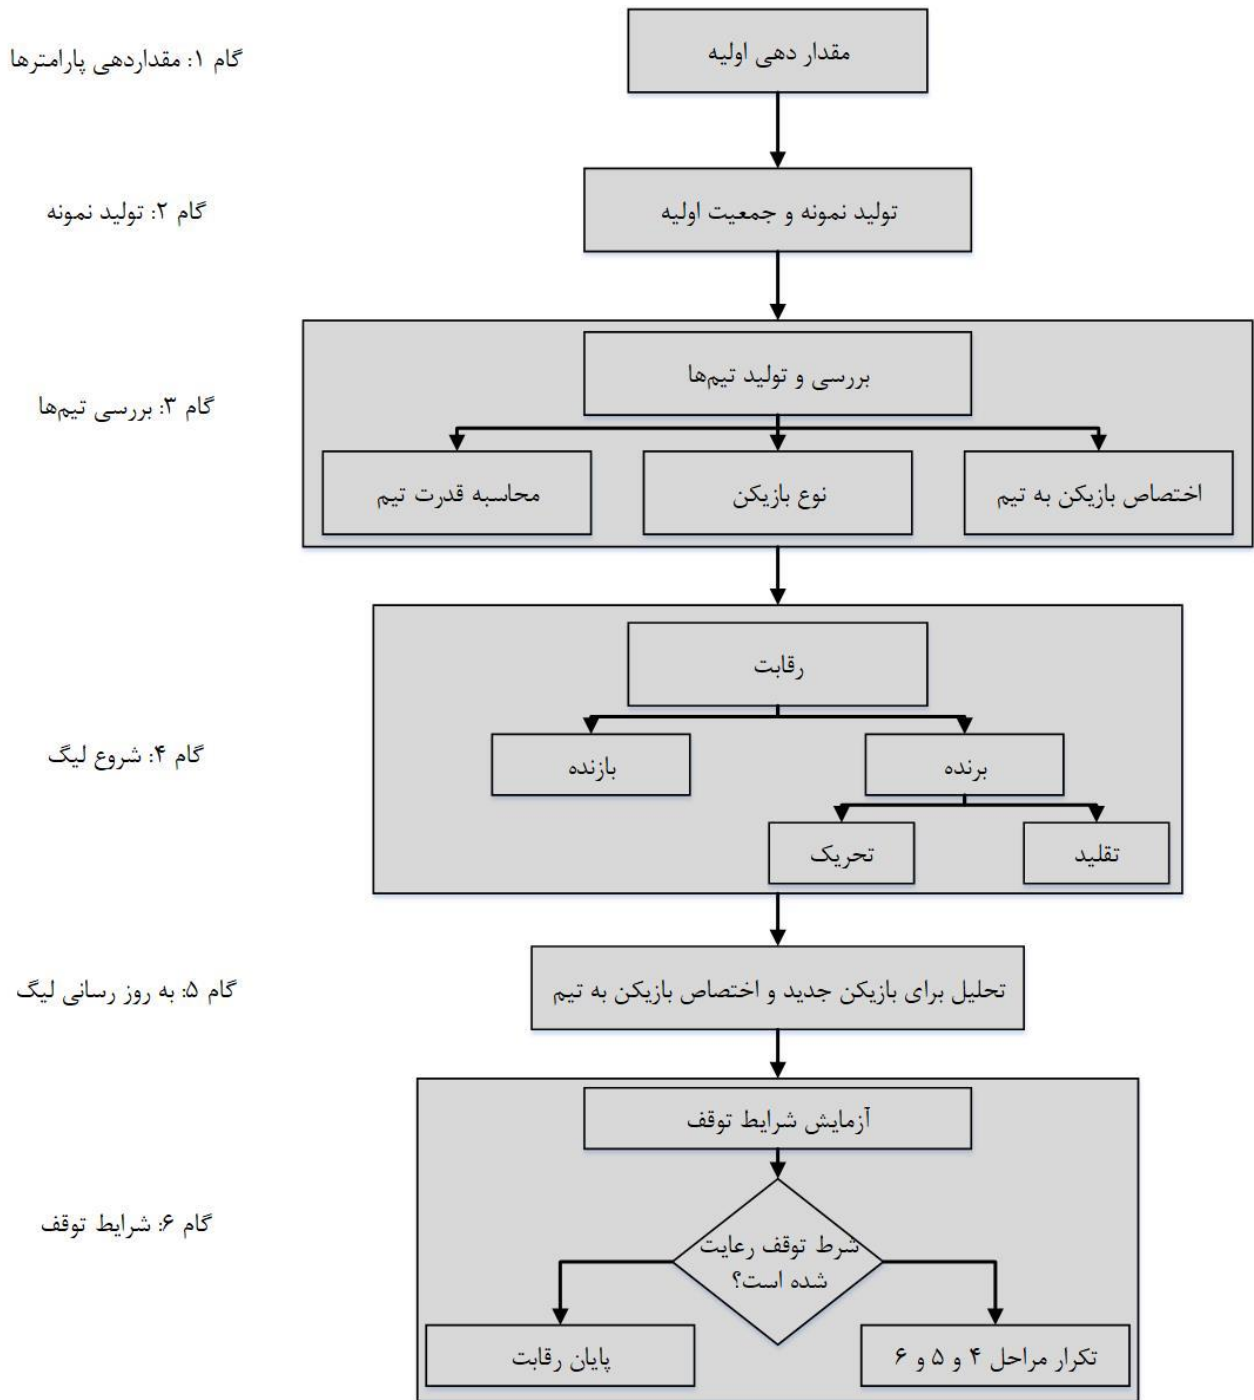 گام ۱: مقداردهی پارامترها
مقدار دهی اولیه
گام ۲: تولید نمونه
تولید نمونه و جمعیت اولیه
گام ۳: بررسی تیم‌ها
بررسی و تولید تیم‌ها
اختصاص بازیکن به تیم
نوع بازیکن
محاسبه قدرت تیم
گام ۴: شروع لیگ
رقابت
برنده
بازنده
تقلید
تحریک
گام ۵: به روز رسانی لیگ
تحلیل برای بازیکن جدید و اختصاص بازیکن به تیم
گام ۶: شرایط توقف
آزمایش شرایط توقف
شرط توقف رعایت
شده است؟
تکرار مراحل ۴ و ۵ و ۶
پایان رقابت